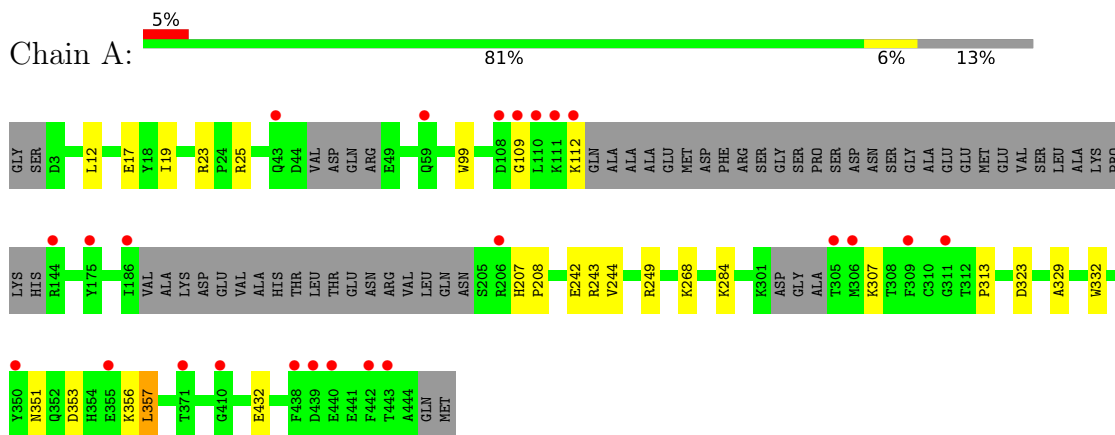 5%
Chain A:
81% 6% 13%
GLY SER D3 L12 E17 Y18 I19 R23 P24 R25 Q43 D44 VAL ASP GLN ARG E49 Q59 W99 D108 G109 L110 K111 K112 GLN ALA ALA ALA GLU MET ASP PHE ARG SER GLY SER PRO SER ASP ASN SER GLY ALA GLU GLU MET GLU VAL SER LEU ALA LYS PRO
LYS HIS R144 Y175 I186 VAL ALA LYS ASP GLU VAL ALA HIS THR LEU THR GLU ASN ARG VAL LEU GLN ASN S205 R206 H207 P208 E242 R243 V244 R249 K268 K284 K301 ASP GLY ALA T305 M306 K307 T308 F309 C310 G311 T312 P313 D323 A329 W332
Y350 N351 Q352 D353 H354 E355 K356 L357 T371 G410 E432 F438 D439 E440 E441 F442 T443 A444 GLN MET